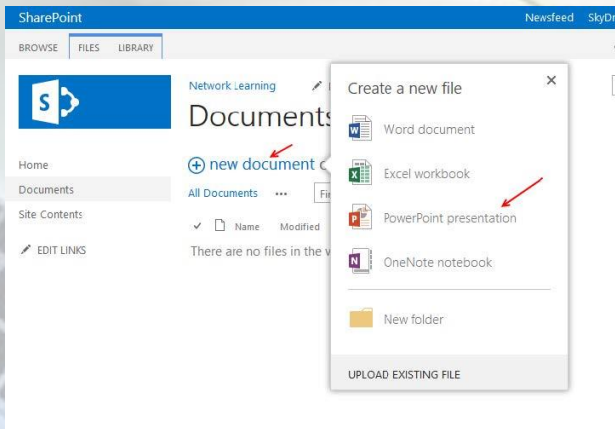 SharePoint
Newsfeed SkyDr
BROWSE FILES LIBRARY
S
Network Learning
Documents
new document
All Documents ... Fi
Name Modified
There are no files in the v
Home
Documents
Site Contents
EDIT LINKS
Create a new file
Word document
Excel workbook
PowerPoint presentation
OneNote notebook
New folder
UPLOAD EXISTING FILE